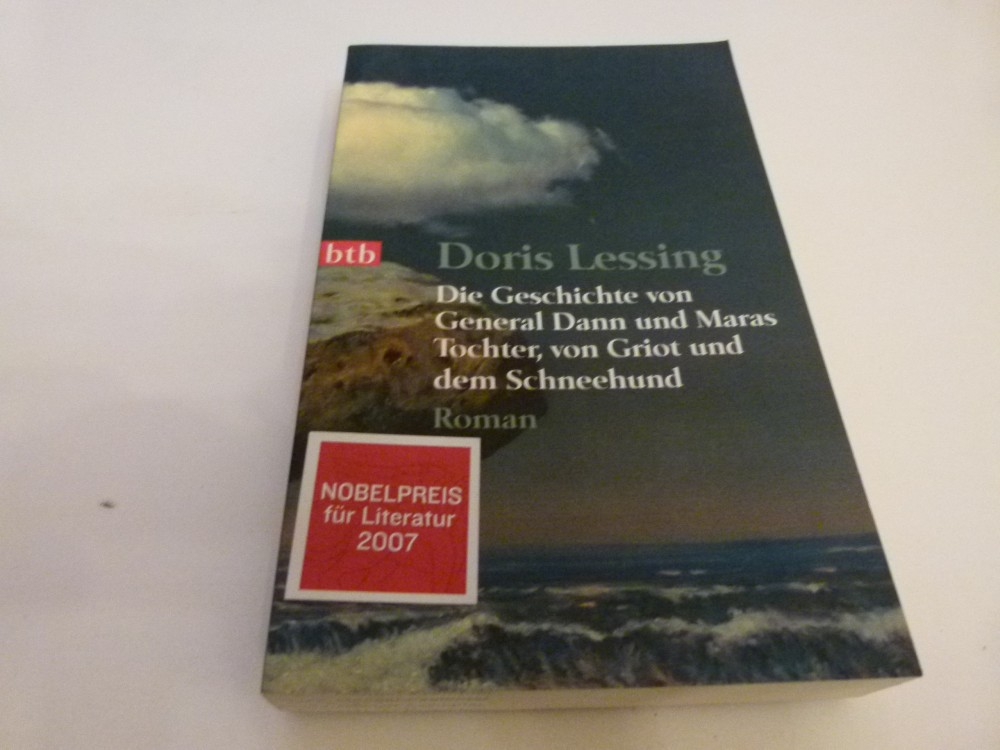 btb
Doris Lessing
Die Geschichte von
General Dann und Maras
Tochter, von Griot und
dem Schneehund
Roman
NOBELPREIS
für Literatur
2007